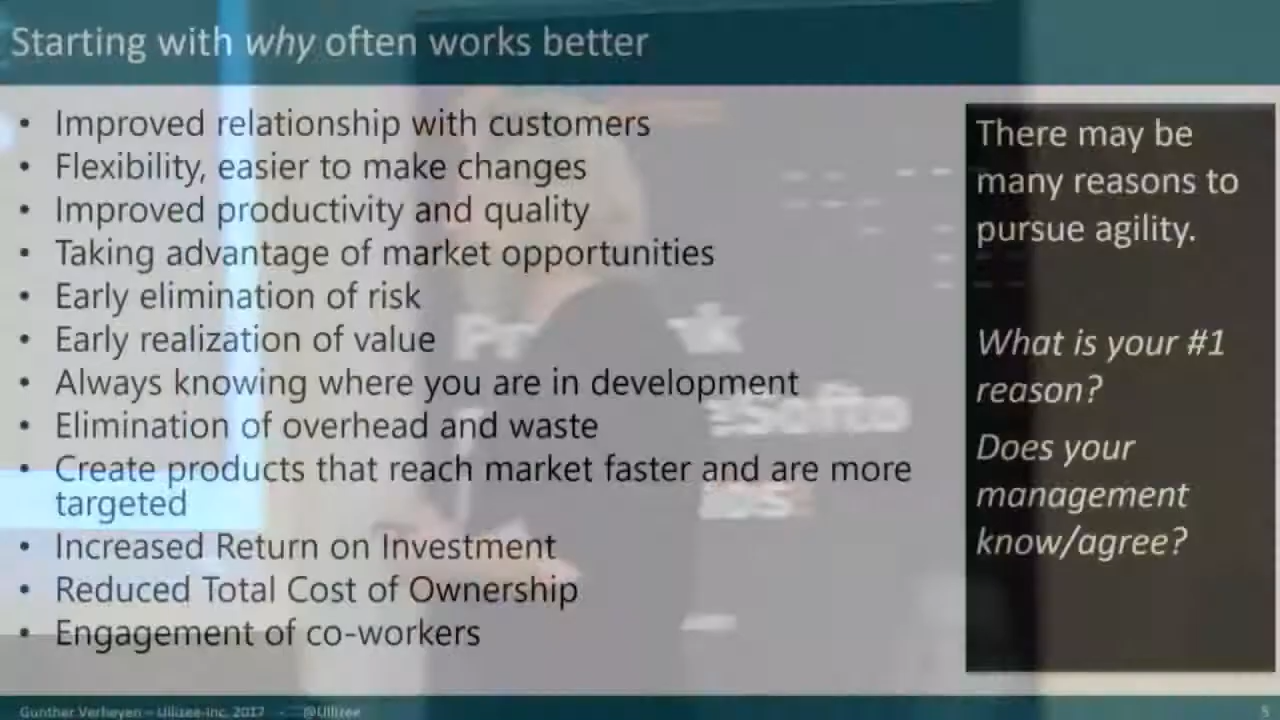 Starting with why often works better
• Improved relationship with customers
• Flexibility, easier to make changes
• Improved productivity and quality
• Taking advantage of market opportunities
• Early elimination of risk
• Early realization of value
• Always knowing where you are in development
• Elimination of overhead and waste
• Create products that reach market faster and are more
targeted
• Increased Return on Investment
• Reduced Total Cost of Ownership
• Engagement of co-workers
There may be
many reasons to
pursue agility.
What is your #1
reason?
Does your
management
know/agree?
Gunther Verheyen – Ullizee-Inc. 2017 - @Ullizee
5